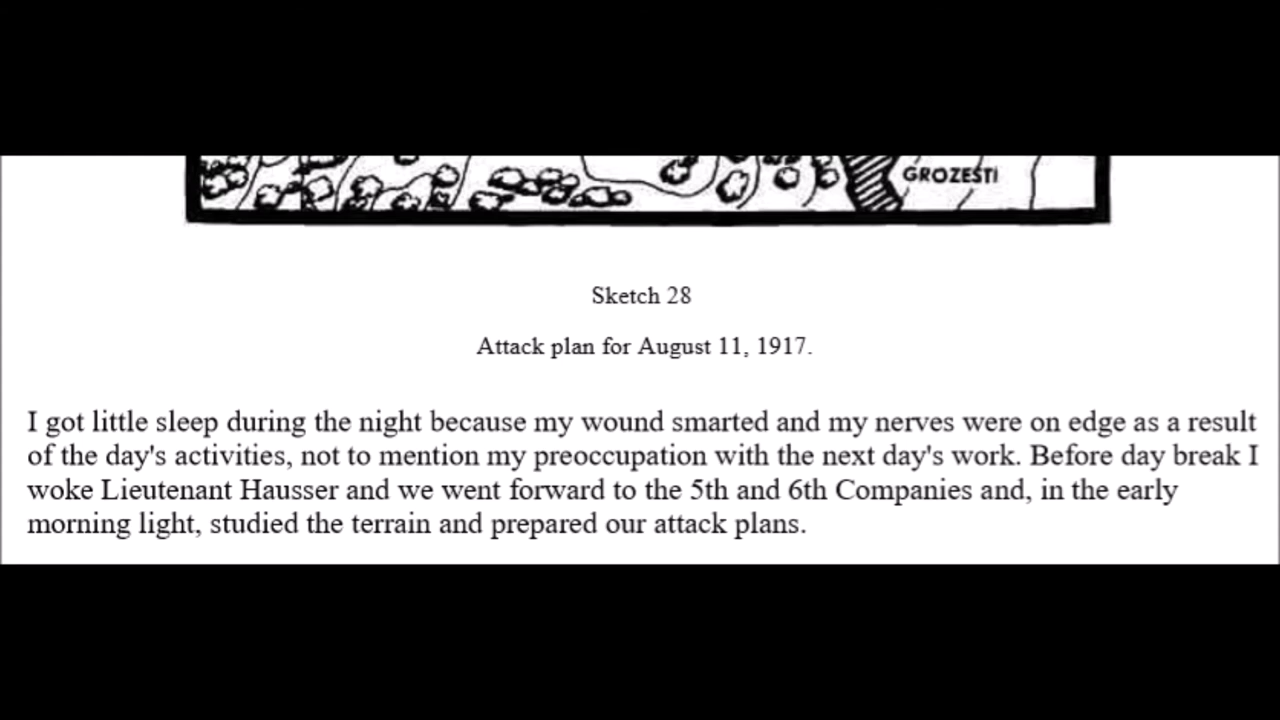 GROZEȘTI
Sketch 28
Attack plan for August 11, 1917.
I got little sleep during the night because my wound smarted and my nerves were on edge as a result
of the day's activities, not to mention my preoccupation with the next day's work. Before day break I
woke Lieutenant Hausser and we went forward to the 5th and 6th Companies and, in the early
morning light, studied the terrain and prepared our attack plans.